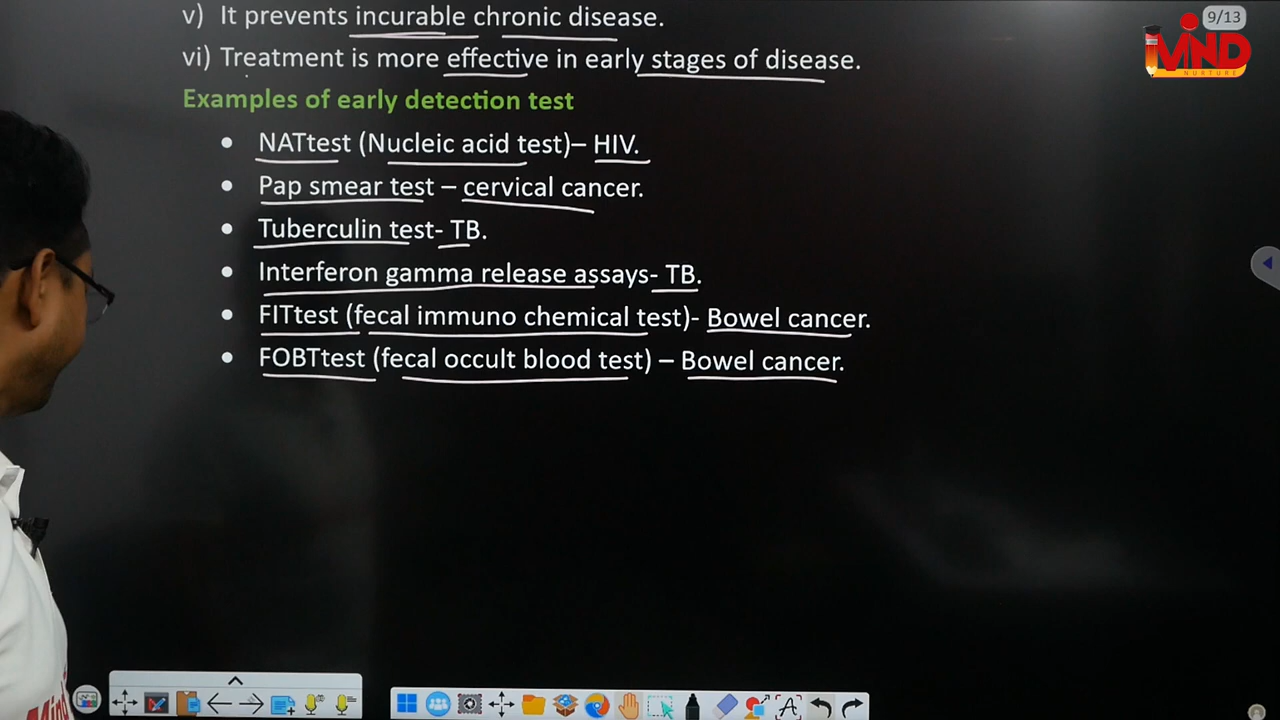 v) It prevents incurable chronic disease.
9/13
MIND
NURTURE
vi) Treatment is more effective in early stages of disease.
Examples of early detection test
• NATtest (Nucleic acid test)– HIV.
• Pap smear test – cervical cancer.
• Tuberculin test- TB.
• Interferon gamma release assays- TB.
• FITtest (fecal immuno chemical test)- Bowel cancer.
• FOBTtest (fecal occult blood test) – Bowel cancer.